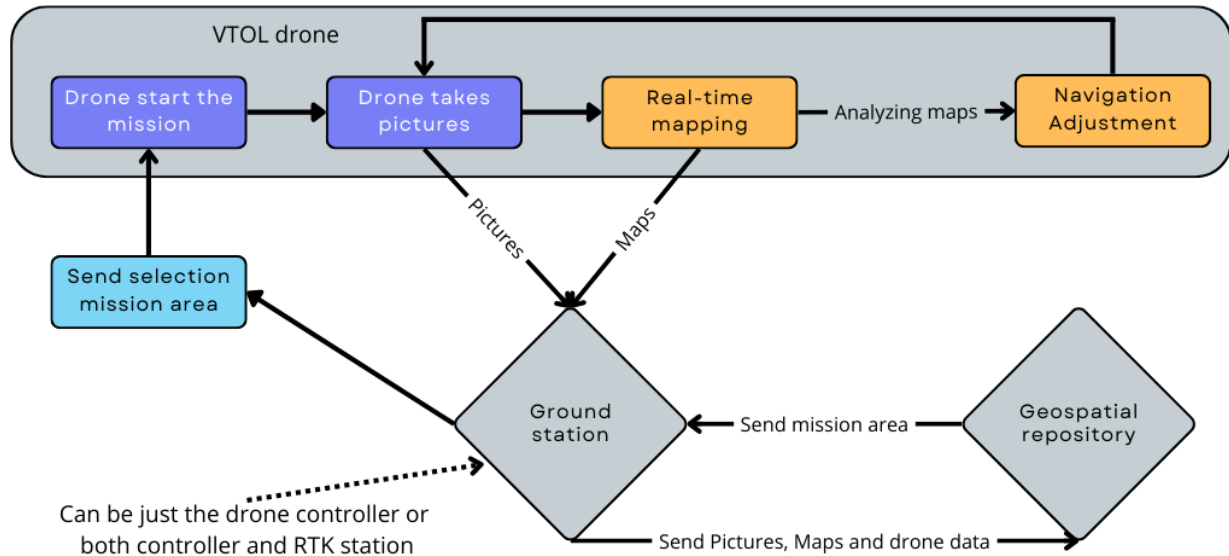 VTOL drone
Drone start the
mission
Drone takes
pictures
Real-time
mapping
Analyzing maps
Navigation
Adjustment
Pictures
Maps
Send selection
mission area
Ground
station
Send mission area
Geospatial
repository
Can be just the drone controller or
both controller and RTK station
Send Pictures, Maps and drone data